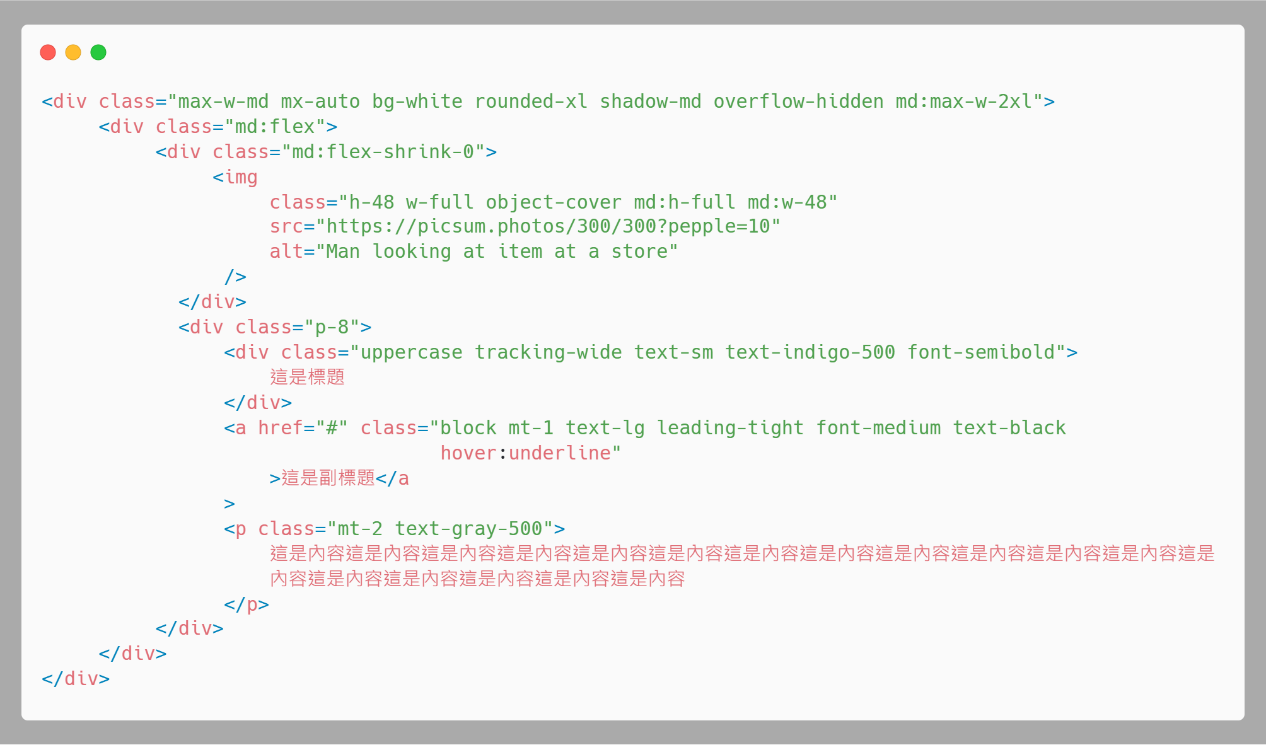 <div class="max-w-md mx-auto bg-white rounded-xl shadow-md overflow-hidden md:max-w-2xl">
<div class="md:flex">
<div class="md:flex-shrink-0">
<img
class="h-48 w-full object-cover md:h-full md:w-48"
src="https://picsum.photos/300/300?pepple=10"
alt="Man looking at item at a store"
/>
</div>
<div class="p-8">
<div class="uppercase tracking-wide text-sm text-indigo-500 font-semibold">
這是標題
</div>
<a href="#" class="block mt-1 text-lg leading-tight font-medium text-black
hover:underline"
>這是副標題</a
>
<p class="mt-2 text-gray-500">
這是內容這是內容這是內容這是內容這是內容這是內容這是內容這是內容這是內容這是內容這是內容這是內容這是
內容這是內容這是內容這是內容這是內容這是內容
</p>
</div>
</div>
</div>